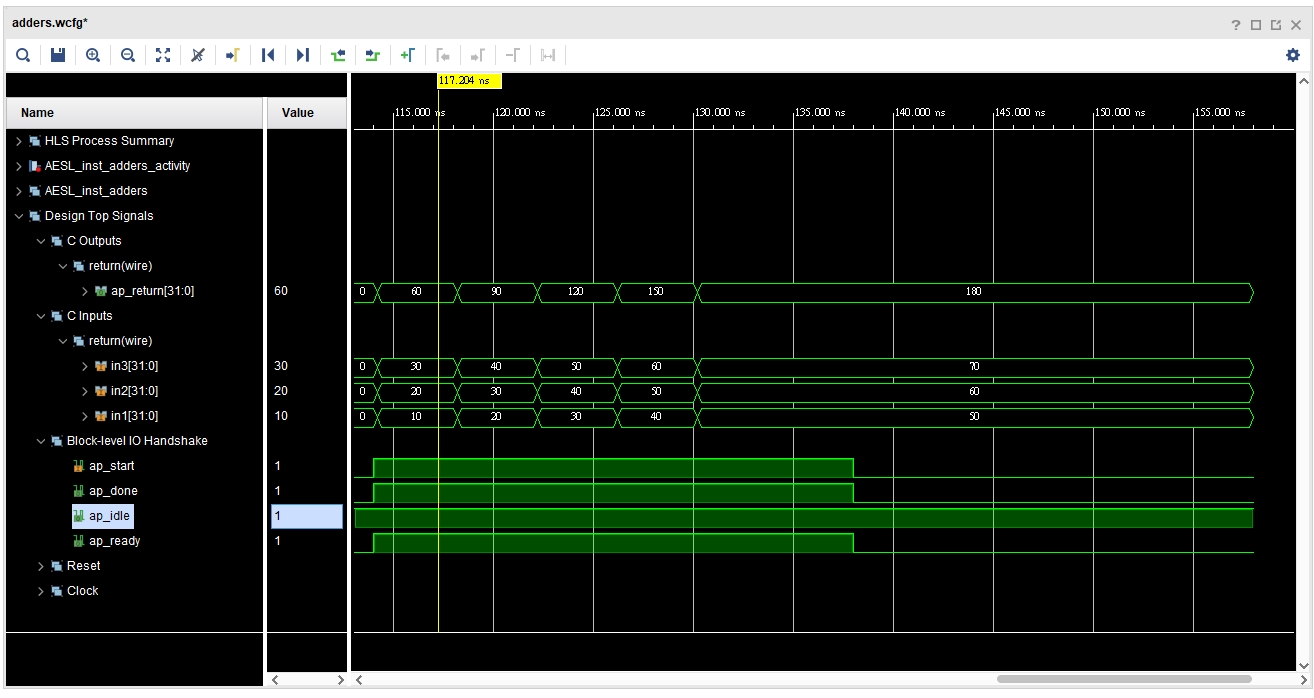 adders.wcfg*
117.204 ns
115.000 ns 120.000 ns 125.000 ns 130.000 ns 135.000 ns 140.000 ns 145.000 ns 150.000 ns 155.000 ns
Name Value
HLS Process Summary
AESL_inst_adders_activity
AESL_inst_adders
Design Top Signals
C Outputs
return(wire)
ap_return[31:0] 60 0 60 90 120 150 180
C Inputs
return(wire)
in3[31:0] 30 0 30 40 50 60 70
in2[31:0] 20 0 20 30 40 50 60
in1[31:0] 10 0 10 20 30 40 50
Block-level IO Handshake
ap_start 1
ap_done 1
ap_idle 1
ap_ready 1
Reset
Clock